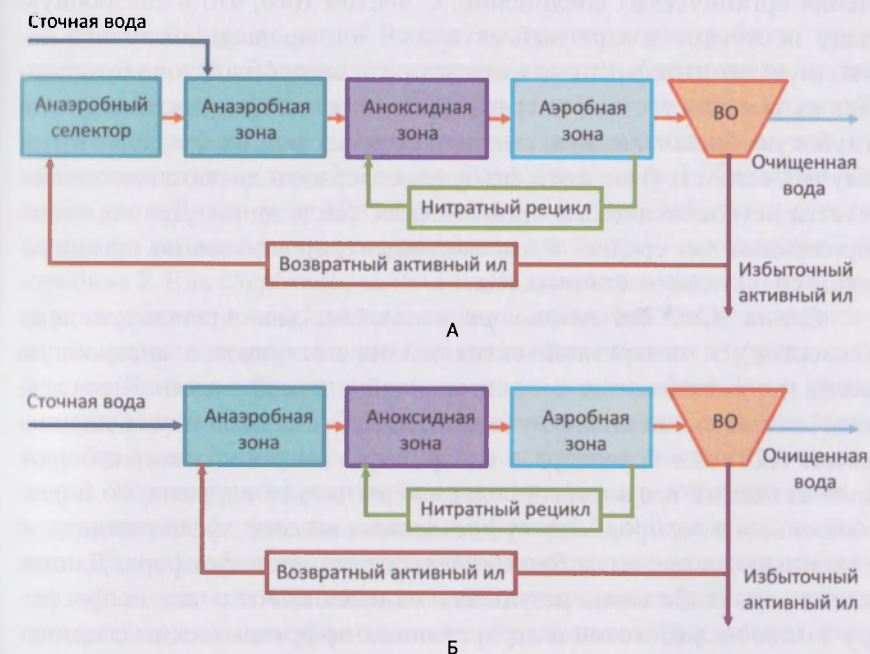 Сточная вода
Анаэробный
селектор
Анаэробная
зона
Аноксидная
зона
Аэробная
зона
ВО
Очищенная
вода
Нитратный рецикл
Возвратный активный ил
Избыточный
активный ил
А
Сточная вода
Анаэробная
зона
Аноксидная
зона
Аэробная
зона
ВО
Очищенная
вода
Нитратный рецикл
Возвратный активный ил
Избыточный
активный ил
Б